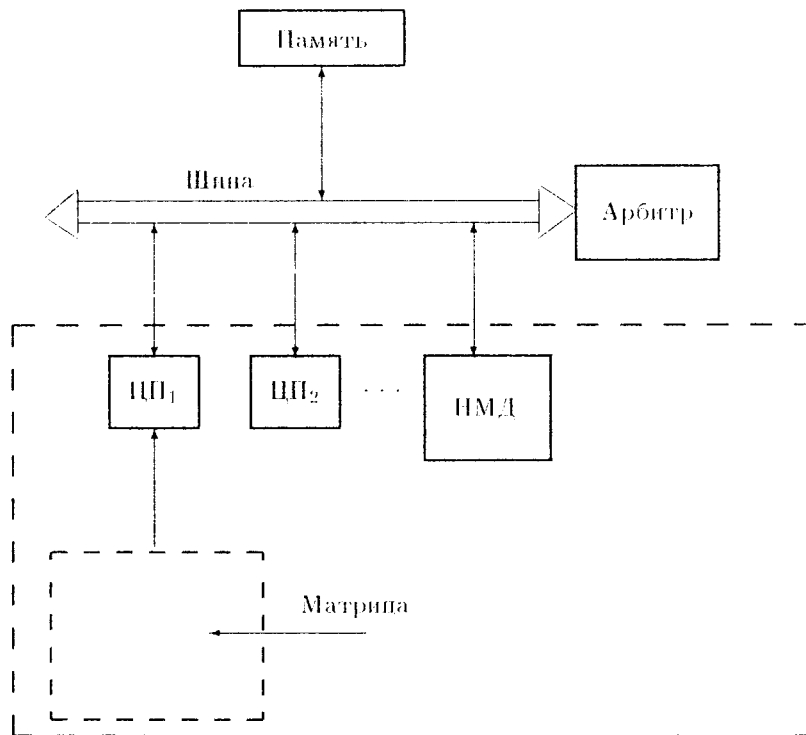 Память
Шина
Арбитр
ЦП₁
ЦП₂
· · ·
НМД
Матрица